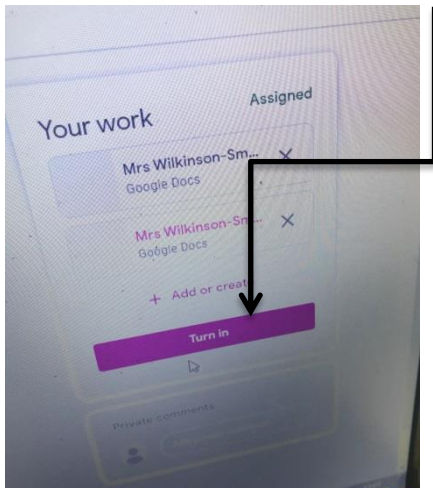 Your work
Assigned
Mrs Wilkinson-Sm...
Google Docs
Mrs Wilkinson-Sm...
Google Docs
+ Add or create
Turn in
Private comments